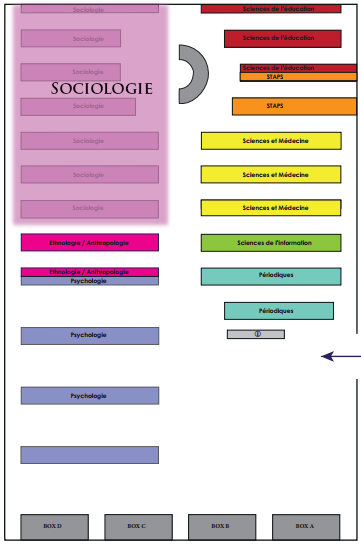 Sociologie
Sciences de l'éducation
Sociologie
Sciences de l'éducation
Sociologie
Sciences de l'éducation
STAPS
SOCIOLOGIE
Sociologie
STAPS
Sociologie
Sciences et Médecine
Sociologie
Sciences et Médecine
Sociologie
Sciences et Médecine
Ethnologie / Anthropologie
Sciences de l'information
Ethnologie / Anthropologie
Psychologie
Périodiques
Périodiques
Psychologie
Psychologie
BOX D
BOX C
BOX B
BOX A